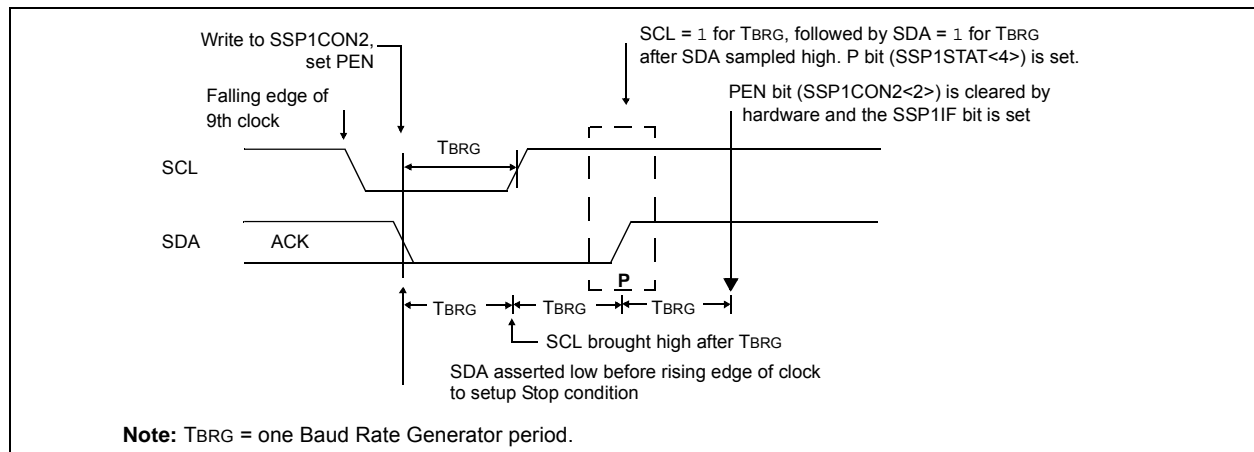 Write to SSP1CON2,
set PEN
SCL = 1 for TBRG, followed by SDA = 1 for TBRG
after SDA sampled high. P bit (SSP1STAT<4>) is set.
Falling edge of
9th clock
PEN bit (SSP1CON2<2>) is cleared by
hardware and the SSP1IF bit is set
TBRG
SCL
SDA
ACK
P
TBRG
TBRG
TBRG
SCL brought high after TBRG
SDA asserted low before rising edge of clock
to setup Stop condition
Note: TBRG = one Baud Rate Generator period.